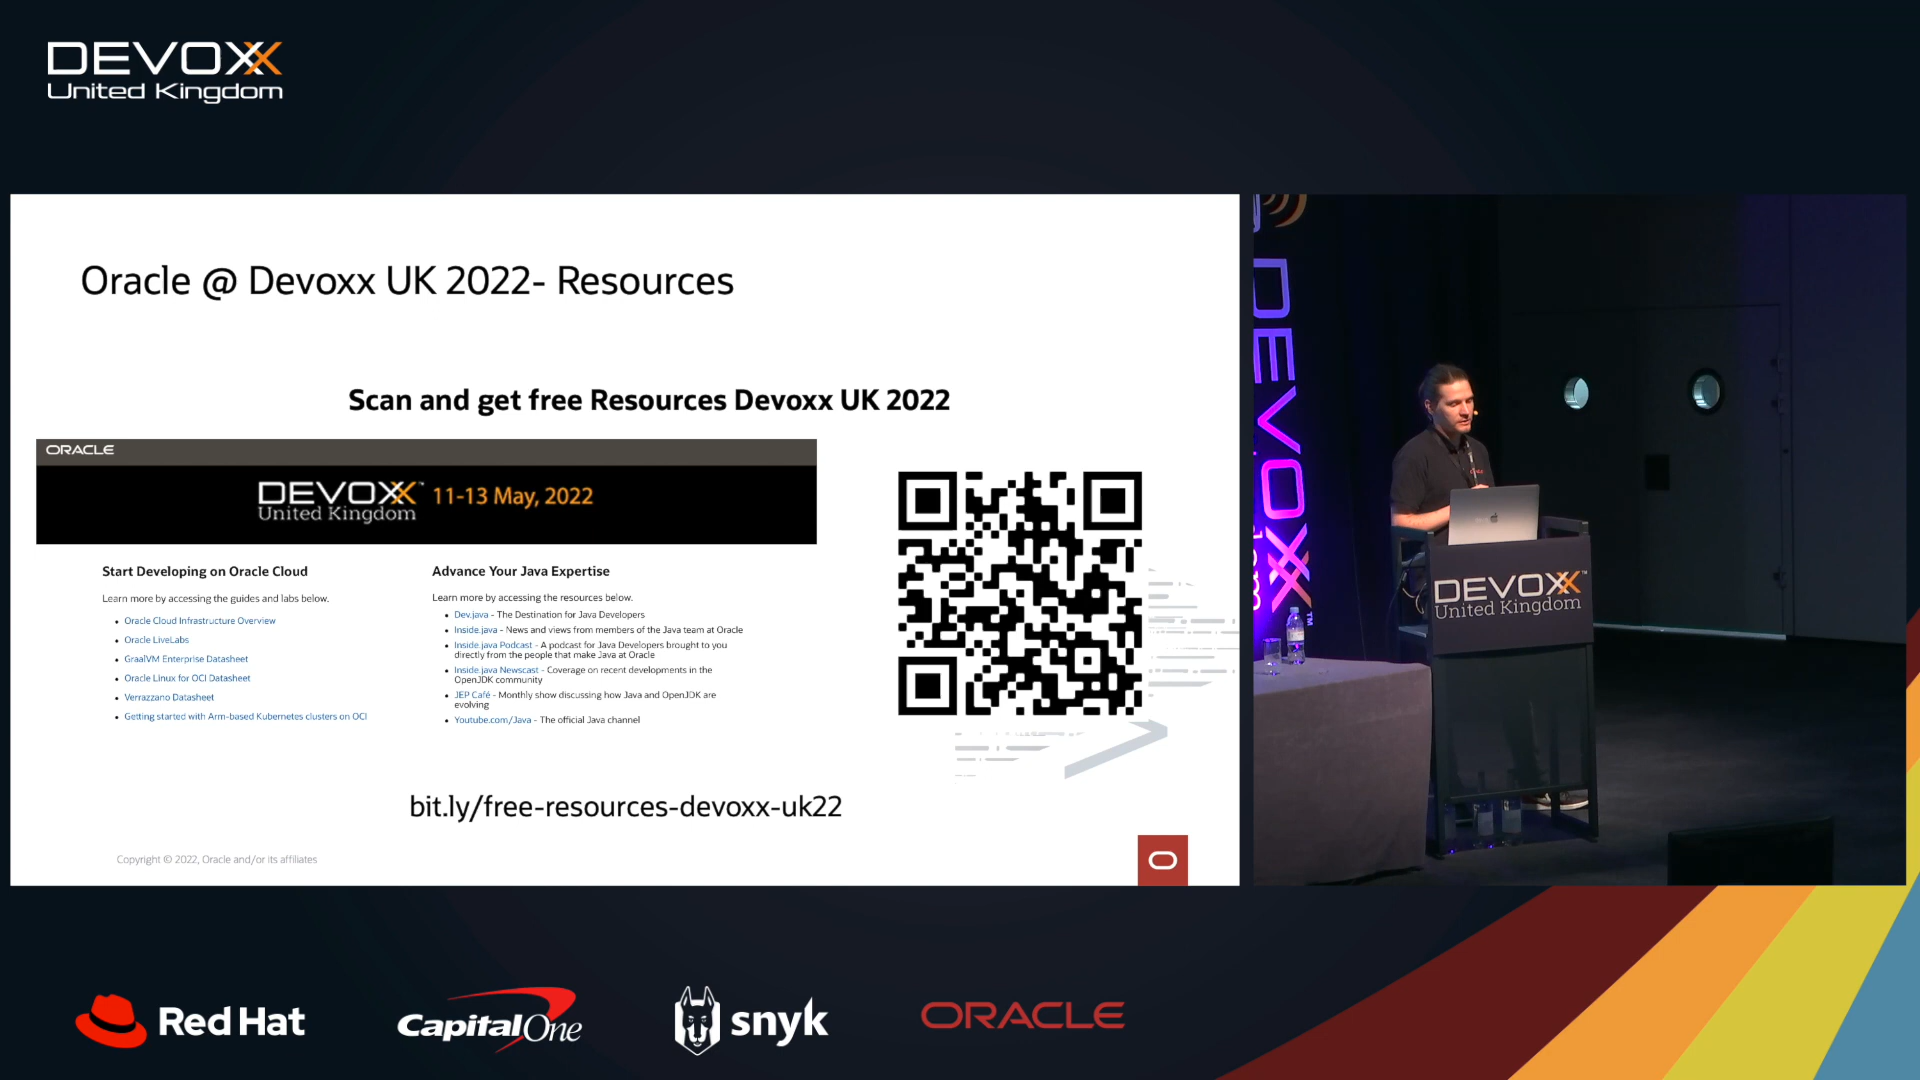 DEVOXX
United Kingdom
Oracle @ Devoxx UK 2022- Resources
Scan and get free Resources Devoxx UK 2022
ORACLE
DEVOXX™ 11-13 May, 2022
United Kingdom
Start Developing on Oracle Cloud
Learn more by accessing the guides and labs below.
• Oracle Cloud Infrastructure Overview
• Oracle LiveLabs
• GraalVM Enterprise Datasheet
• Oracle Linux for OCI Datasheet
• Verrazzano Datasheet
• Getting started with Arm-based Kubernetes clusters on OCI
Advance Your Java Expertise
Learn more by accessing the resources below.
• Dev.java - The Destination for Java Developers
• Inside.java - News and views from members of the Java team at Oracle
• Inside.java Podcast - A podcast for Java Developers brought to you
directly from the people that make Java at Oracle
• Inside.java Newscast - Coverage on recent developments in the
OpenJDK community
• JEP Café - Monthly show discussing how Java and OpenJDK are
evolving
• Youtube.com/Java - The official Java channel
bit.ly/free-resources-devoxx-uk22
Copyright © 2022, Oracle and/or its affiliates
DEVOXX™
DEVOXX™
United Kingdom
Red Hat
CapitalOne
snyk
ORACLE